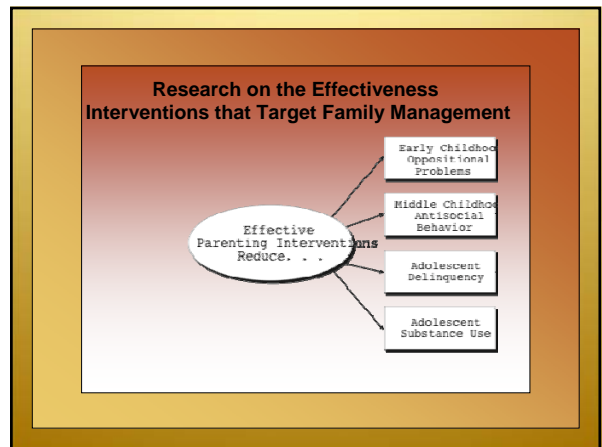 Research on the Effectiveness
Interventions that Target Family Management
Effective
Parenting Interventions
Reduce. . .
Early Childhoo
Oppositional
Problems
Middle Childhoo
Antisocial
Behavior
Adolescent
Delinquency
Adolescent
Substance Use